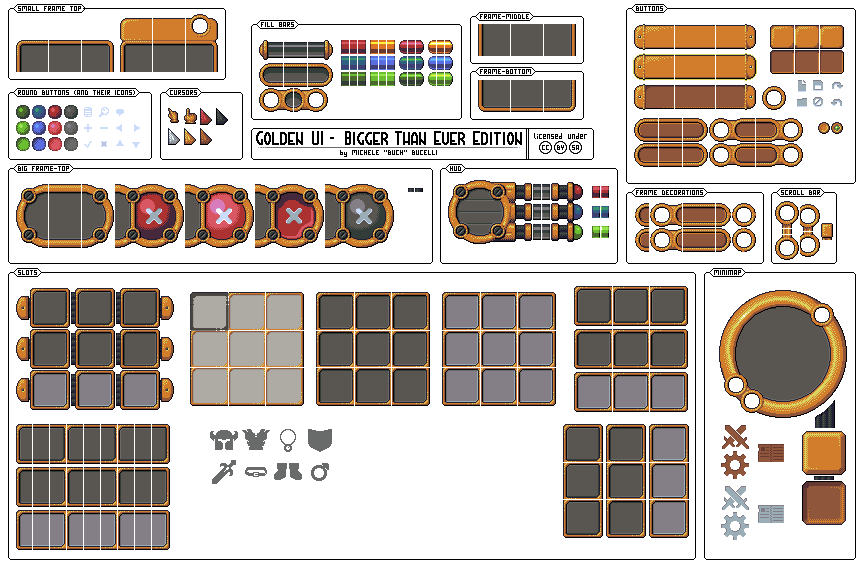 SMALL FRAME TOP
FILL BARS
FRAME-MIDDLE
BUTTONS
FRAME-BOTTOM
ROUND BUTTONS (AND THEIR ICONS)
CURSORS
GOLDEN UI - BIGGER THAN EVER EDITION
by MICHELE "BUCH" BUCELLI
licensed under
CC BY SA
BIG FRAME-TOP
HUD
FRAME DECORATIONS
SCROLL BAR
SLOTS
MINIMAP